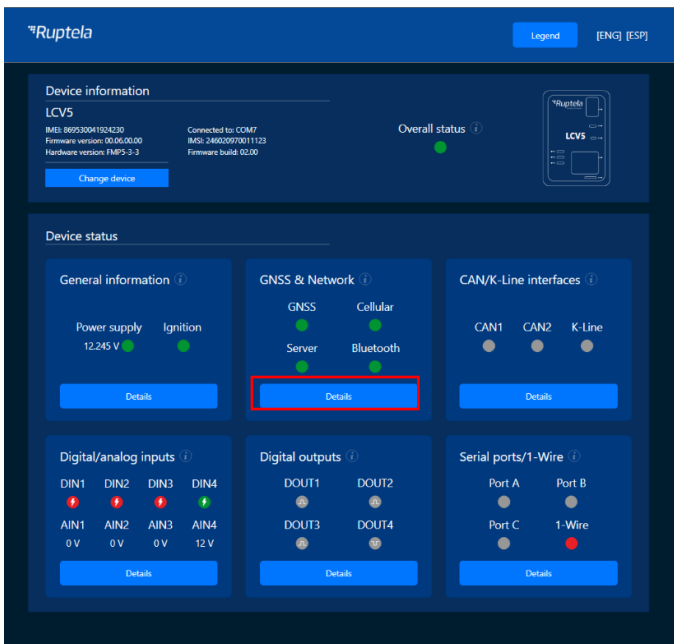 Ruptela
Legend [ENG] [ESP]
Device information
LCV5
IMEI: 869530041924230
Firmware version: 00.06.00.00
Hardware version: FMP5-3-3
Connected to: COM7
IMSI: 246020970011123
Firmware build: 02.00
Change device
Overall status i
Ruptela
LCV5
Device status
General information i
Power supply Ignition
12.245 V
Details
GNSS & Network i
GNSS Cellular
Server Bluetooth
Details
CAN/K-Line interfaces i
CAN1 CAN2 K-Line
Details
Digital/analog inputs i
DIN1 DIN2 DIN3 DIN4
AIN1 AIN2 AIN3 AIN4
0 V 0 V 0 V 12 V
Details
Digital outputs i
DOUT1 DOUT2
DOUT3 DOUT4
Details
Serial ports/1-Wire i
Port A Port B
Port C 1-Wire
Details